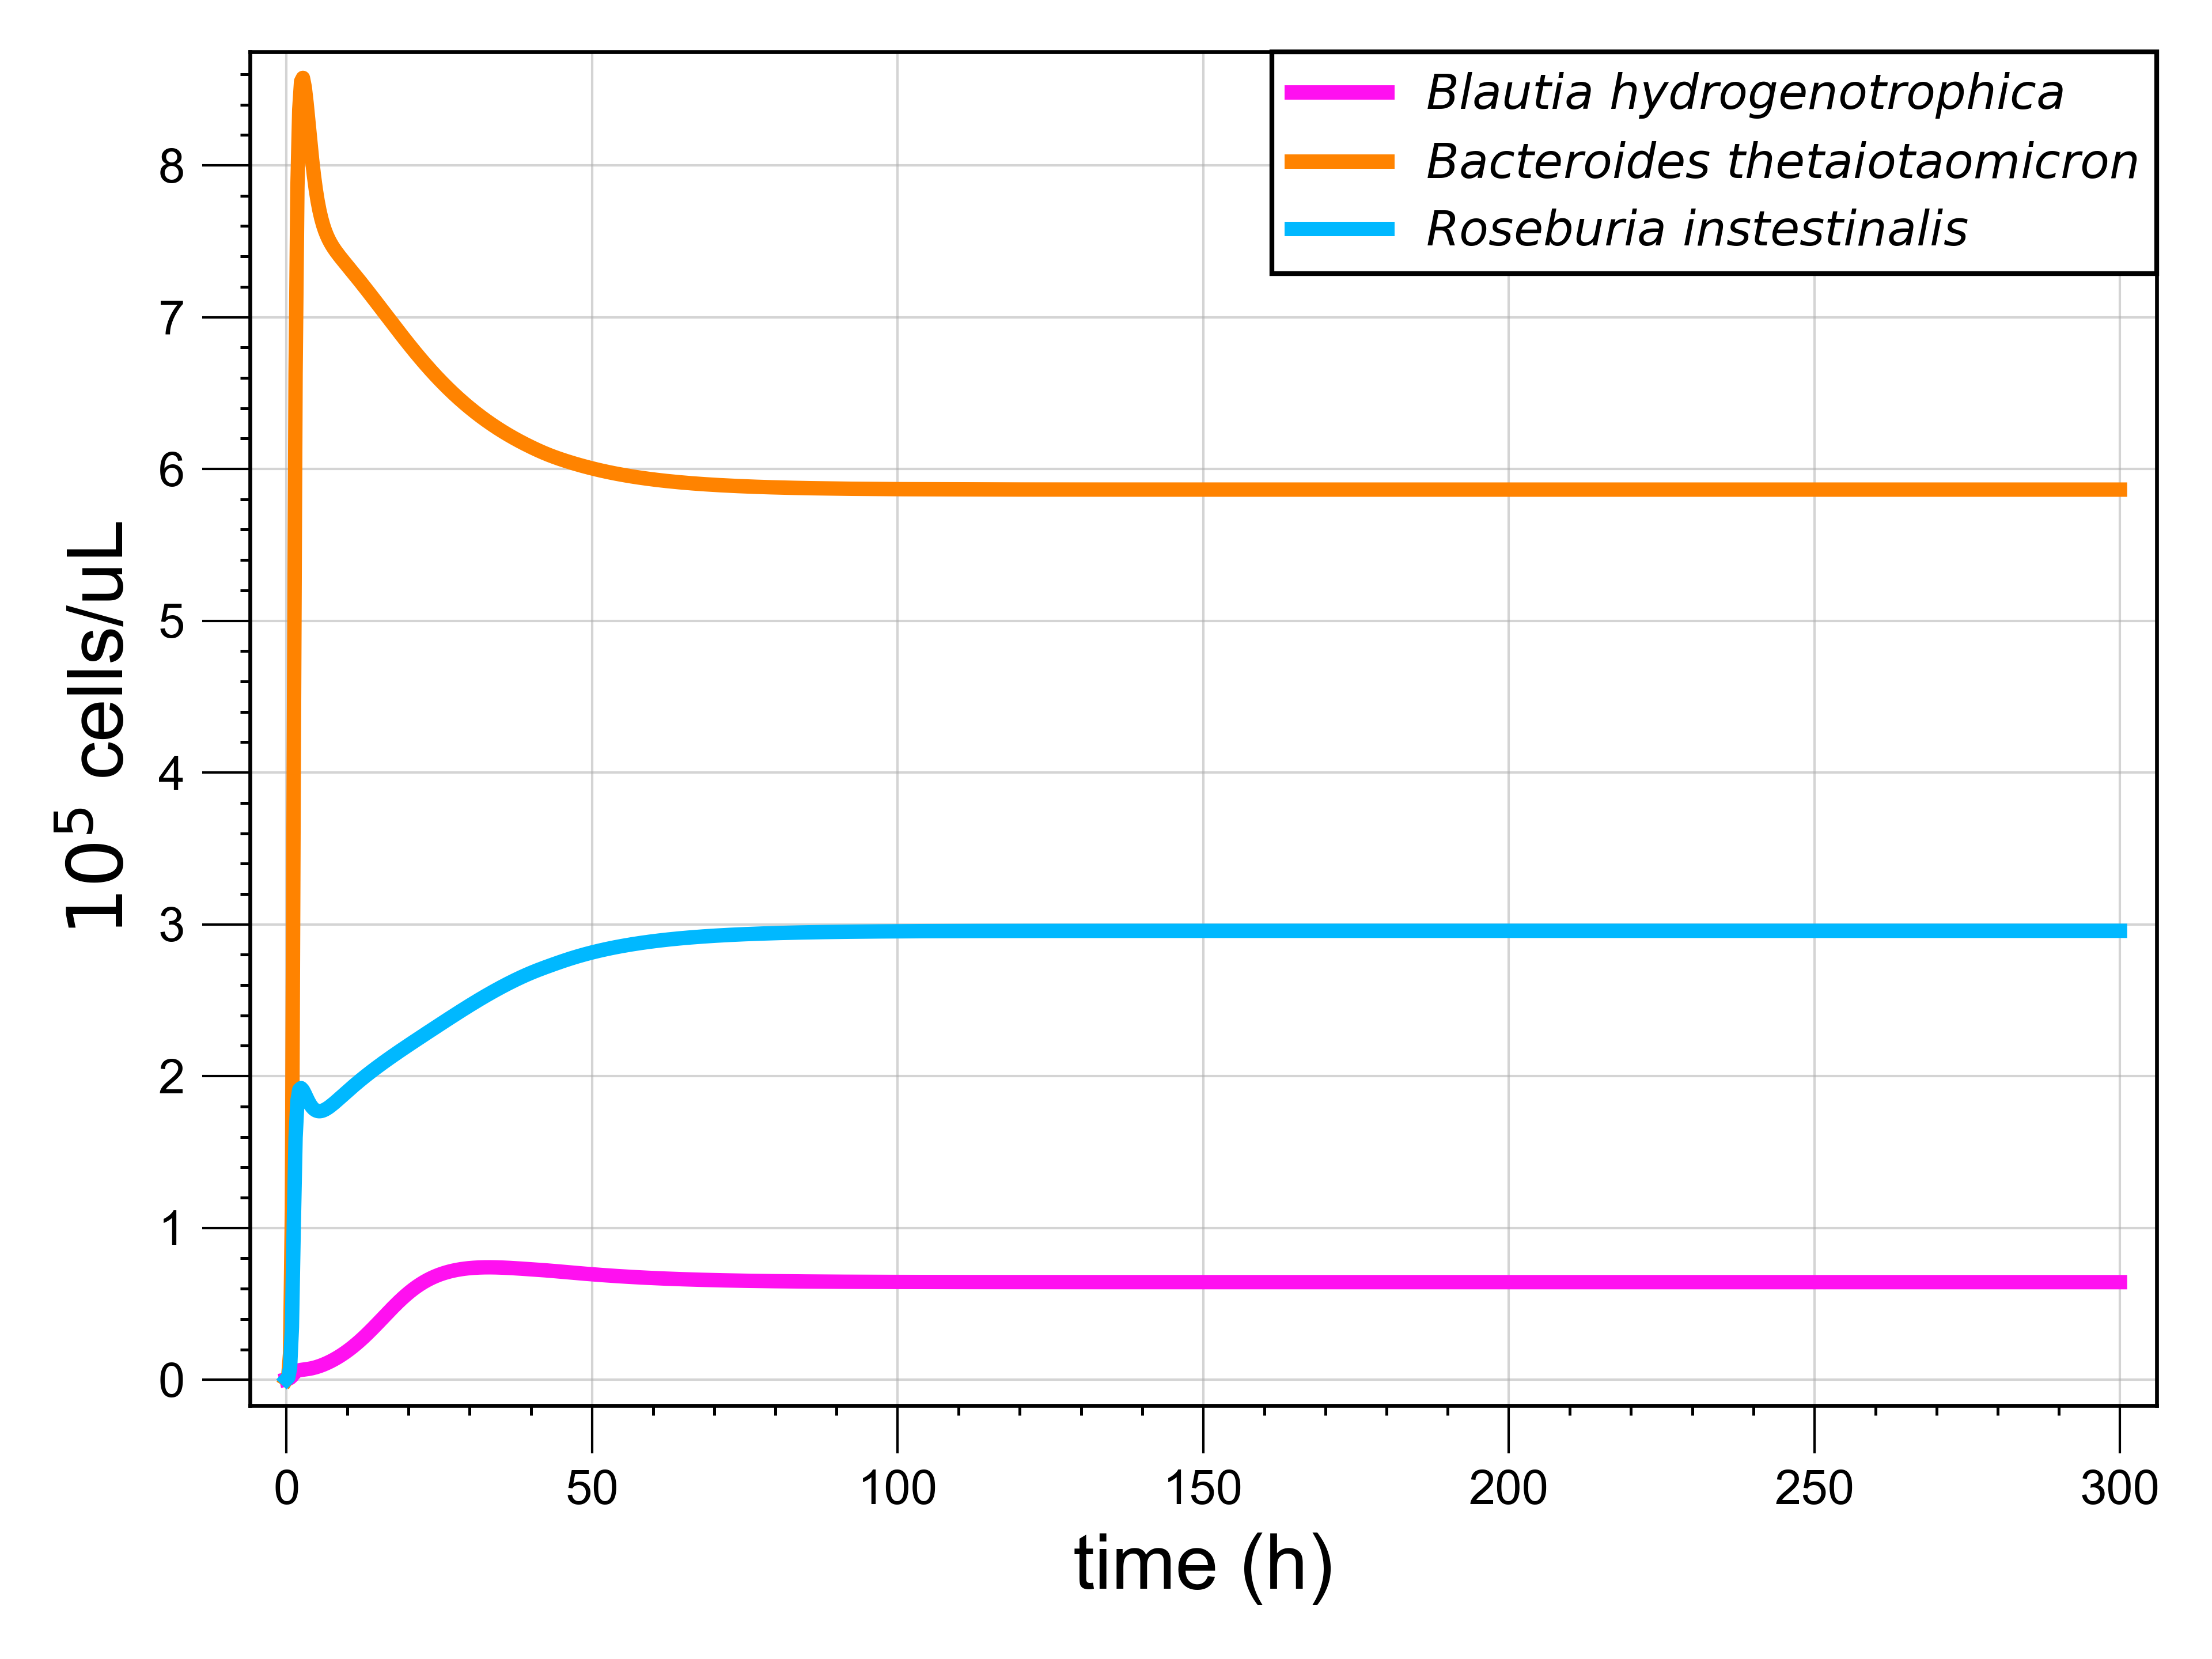 Blautia hydrogenotrophica
Bacteroides thetaiotaomicron
Roseburia instestinalis
10⁵ cells/uL
8
7
6
5
4
3
2
1
0
0 50 100 150 200 250 300
time (h)